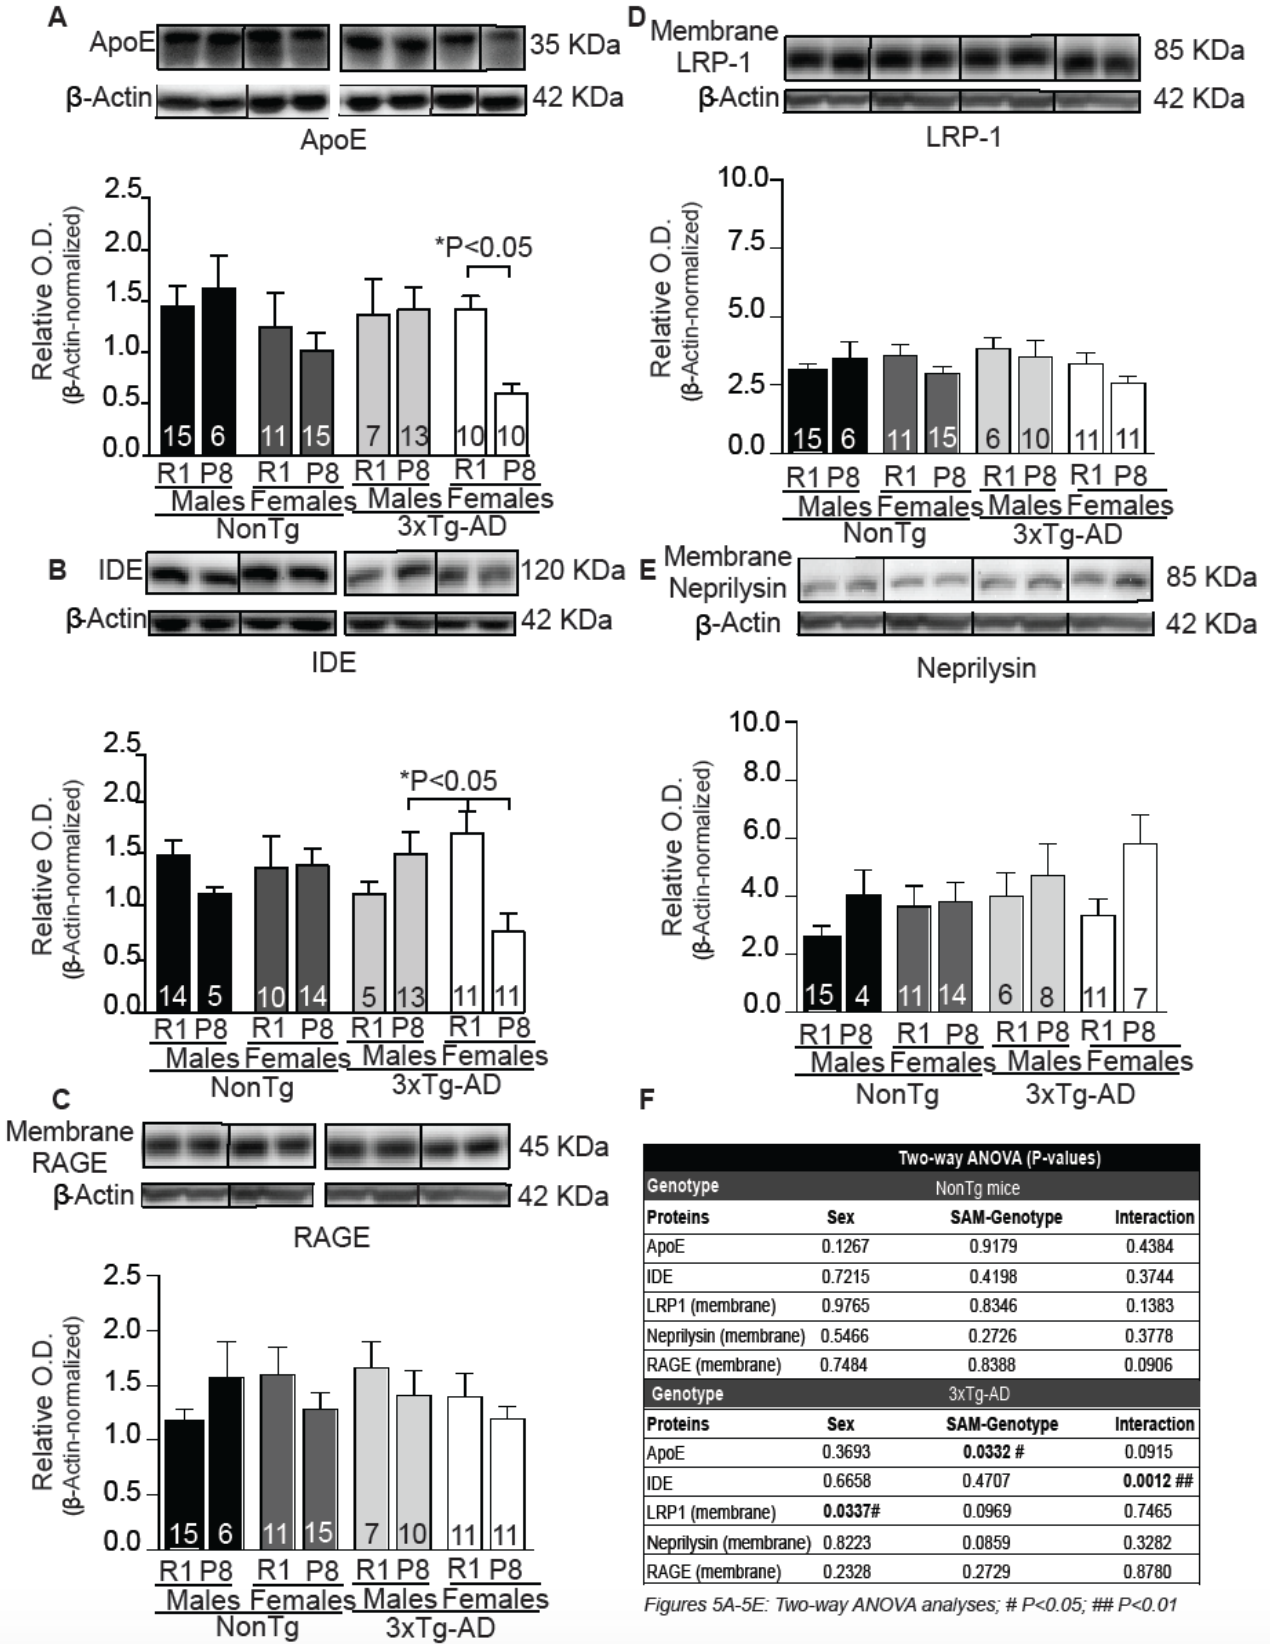 A
ApoE
35 KDa
β-Actin
42 KDa
ApoE
Relative O.D.
(β-Actin-normalized)
2.5
2.0
1.5
1.0
0.5
0.0
*P<0.05
15 6 11 15 7 13 10 10
R1 P8 R1 P8 R1 P8 R1 P8
Males Females Males Females
NonTg 3xTg-AD
B
IDE
120 KDa
β-Actin
42 KDa
IDE
Relative O.D.
(β-Actin-normalized)
2.5
2.0
1.5
1.0
0.5
0.0
*P<0.05
14 5 10 14 5 13 11 11
R1 P8 R1 P8 R1 P8 R1 P8
Males Females Males Females
NonTg 3xTg-AD
C
Membrane
RAGE
45 KDa
β-Actin
42 KDa
RAGE
Relative O.D.
(β-Actin-normalized)
2.5
2.0
1.5
1.0
0.5
0.0
15 6 11 15 7 10 11 11
R1 P8 R1 P8 R1 P8 R1 P8
Males Females Males Females
NonTg 3xTg-AD
D
Membrane
LRP-1
85 KDa
β-Actin
42 KDa
LRP-1
Relative O.D.
(β-Actin-normalized)
10.0
7.5
5.0
2.5
0.0
15 6 11 15 6 10 11 11
R1 P8 R1 P8 R1 P8 R1 P8
Males Females Males Females
NonTg 3xTg-AD
E
Membrane
Neprilysin
85 KDa
β-Actin
42 KDa
Neprilysin
Relative O.D.
(β-Actin-normalized)
10.0
8.0
6.0
4.0
2.0
0.0
15 4 11 14 6 8 11 7
R1 P8 R1 P8 R1 P8 R1 P8
Males Females Males Females
NonTg 3xTg-AD
F
Two-way ANOVA (P-values)
Genotype NonTg mice
Proteins Sex SAM-Genotype Interaction
ApoE 0.1267 0.9179 0.4384
IDE 0.7215 0.4198 0.3744
LRP1 (membrane) 0.9765 0.8346 0.1383
Neprilysin (membrane) 0.5466 0.2726 0.3778
RAGE (membrane) 0.7484 0.8388 0.0906
Genotype 3xTg-AD
Proteins Sex SAM-Genotype Interaction
ApoE 0.3693 0.0332 # 0.0915
IDE 0.6658 0.4707 0.0012 ##
LRP1 (membrane) 0.0337# 0.0969 0.7465
Neprilysin (membrane) 0.8223 0.0859 0.3282
RAGE (membrane) 0.2328 0.2729 0.8780
Figures 5A-5E: Two-way ANOVA analyses; # P<0.05; ## P<0.01